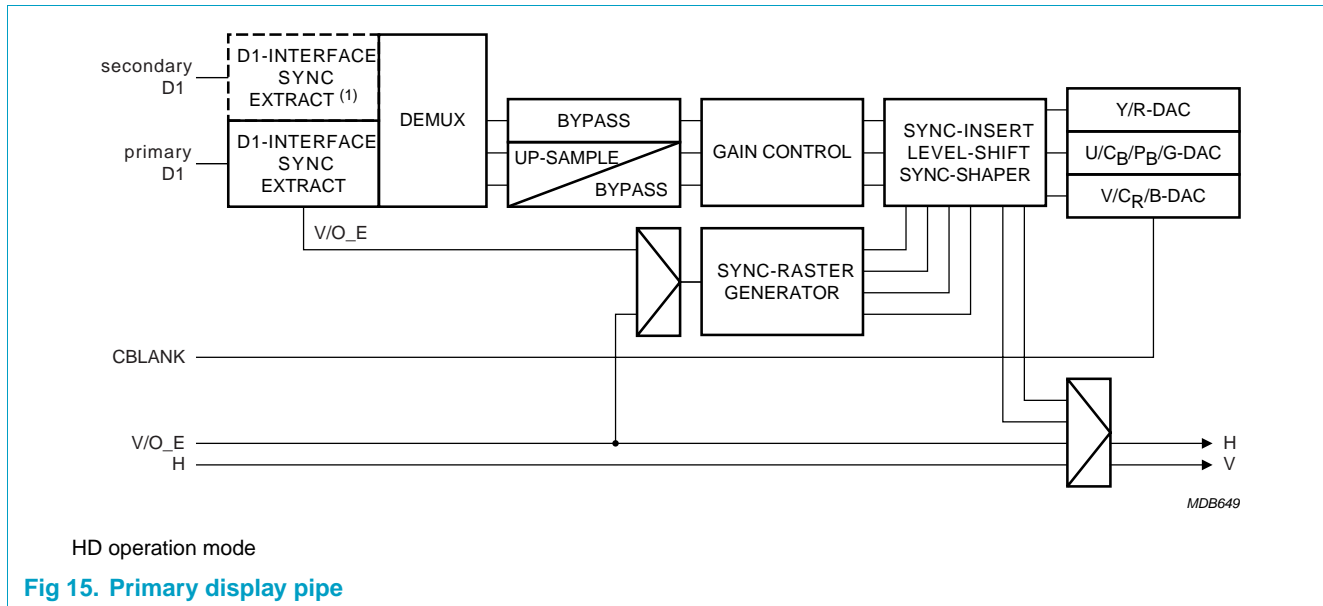 secondary
D1
D1-INTERFACE
SYNC
EXTRACT (1)
primary
D1
D1-INTERFACE
SYNC
EXTRACT
DEMUX
BYPASS
UP-SAMPLE
BYPASS
GAIN CONTROL
SYNC-INSERT
LEVEL-SHIFT
SYNC-SHAPER
Y/R-DAC
U/CB/PB/G-DAC
V/CR/B-DAC
V/O_E
SYNC-RASTER
GENERATOR
CBLANK
V/O_E
H
H
V
MDB649
HD operation mode
Fig 15. Primary display pipe